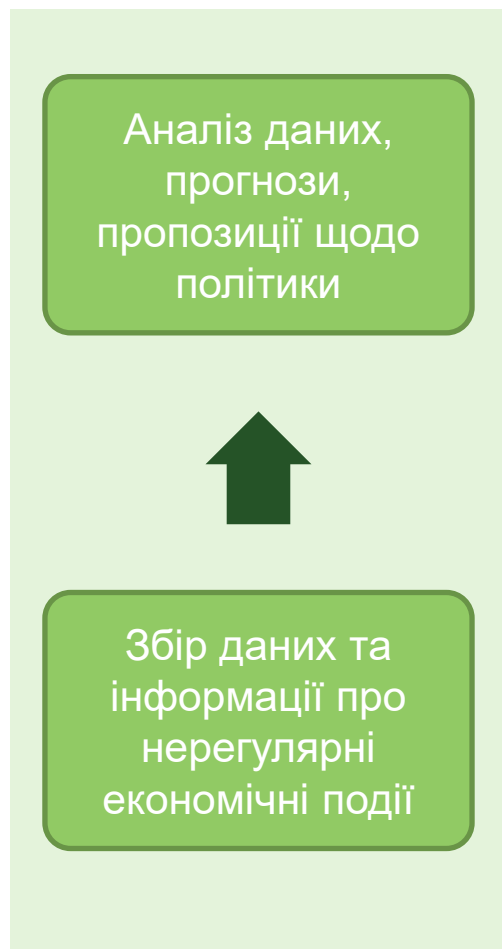 Аналіз даних,
прогнози,
пропозиції щодо
політики
Збір даних та
інформації про
нерегулярні
економічні події